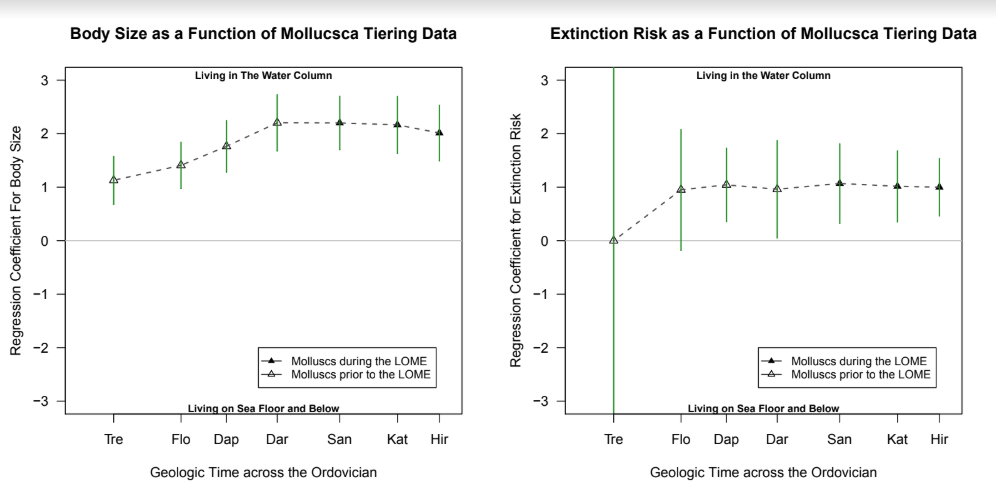 Body Size as a Function of Mollucsca Tiering Data
Living in The Water Column
Regression Coefficient For Body Size
3
2
1
0
−1
−2
−3
Molluscs during the LOME
Molluscs prior to the LOME
Living on Sea Floor and Below
Tre Flo Dap Dar San Kat Hir
Geologic Time across the Ordovician
Extinction Risk as a Function of Mollucsca Tiering Data
Living in the Water Column
Regression Coefficient for Extinction Risk
3
2
1
0
−1
−2
−3
Molluscs during the LOME
Molluscs prior to the LOME
Living on Sea Floor and Below
Tre Flo Dap Dar San Kat Hir
Geologic Time across the Ordovician